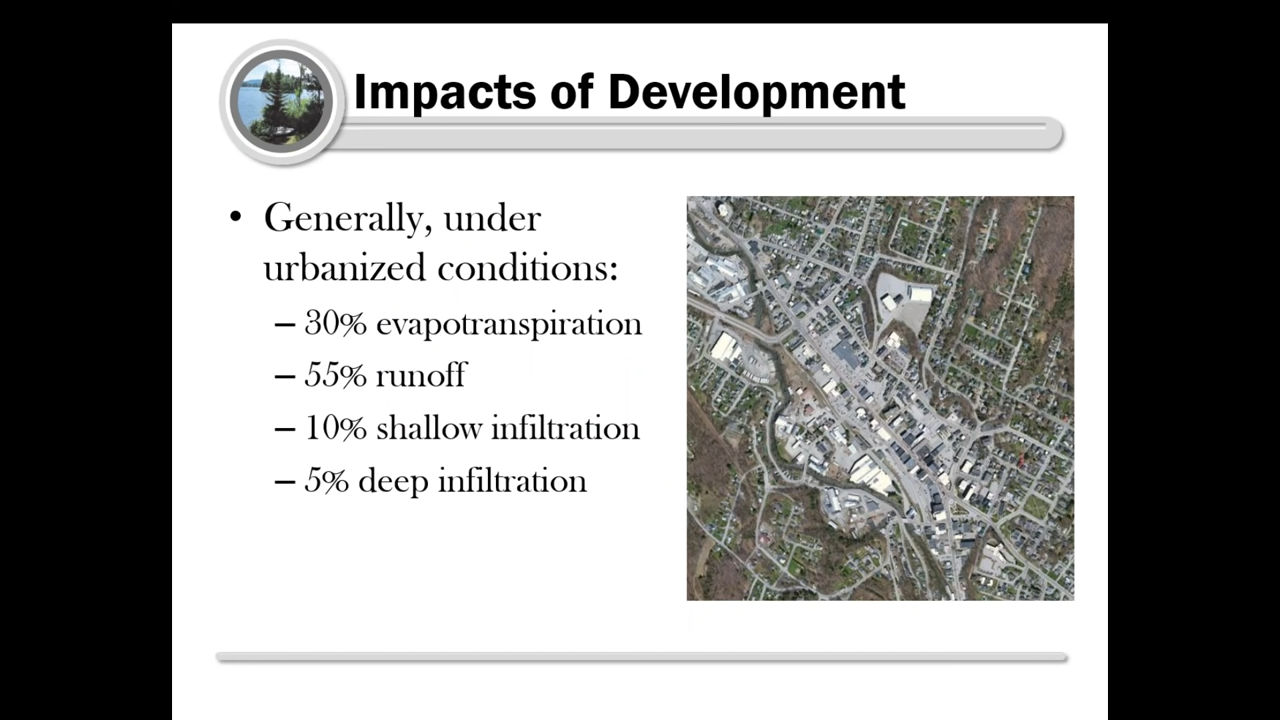 Impacts of Development
• Generally, under
urbanized conditions:
– 30% evapotranspiration
– 55% runoff
– 10% shallow infiltration
– 5% deep infiltration